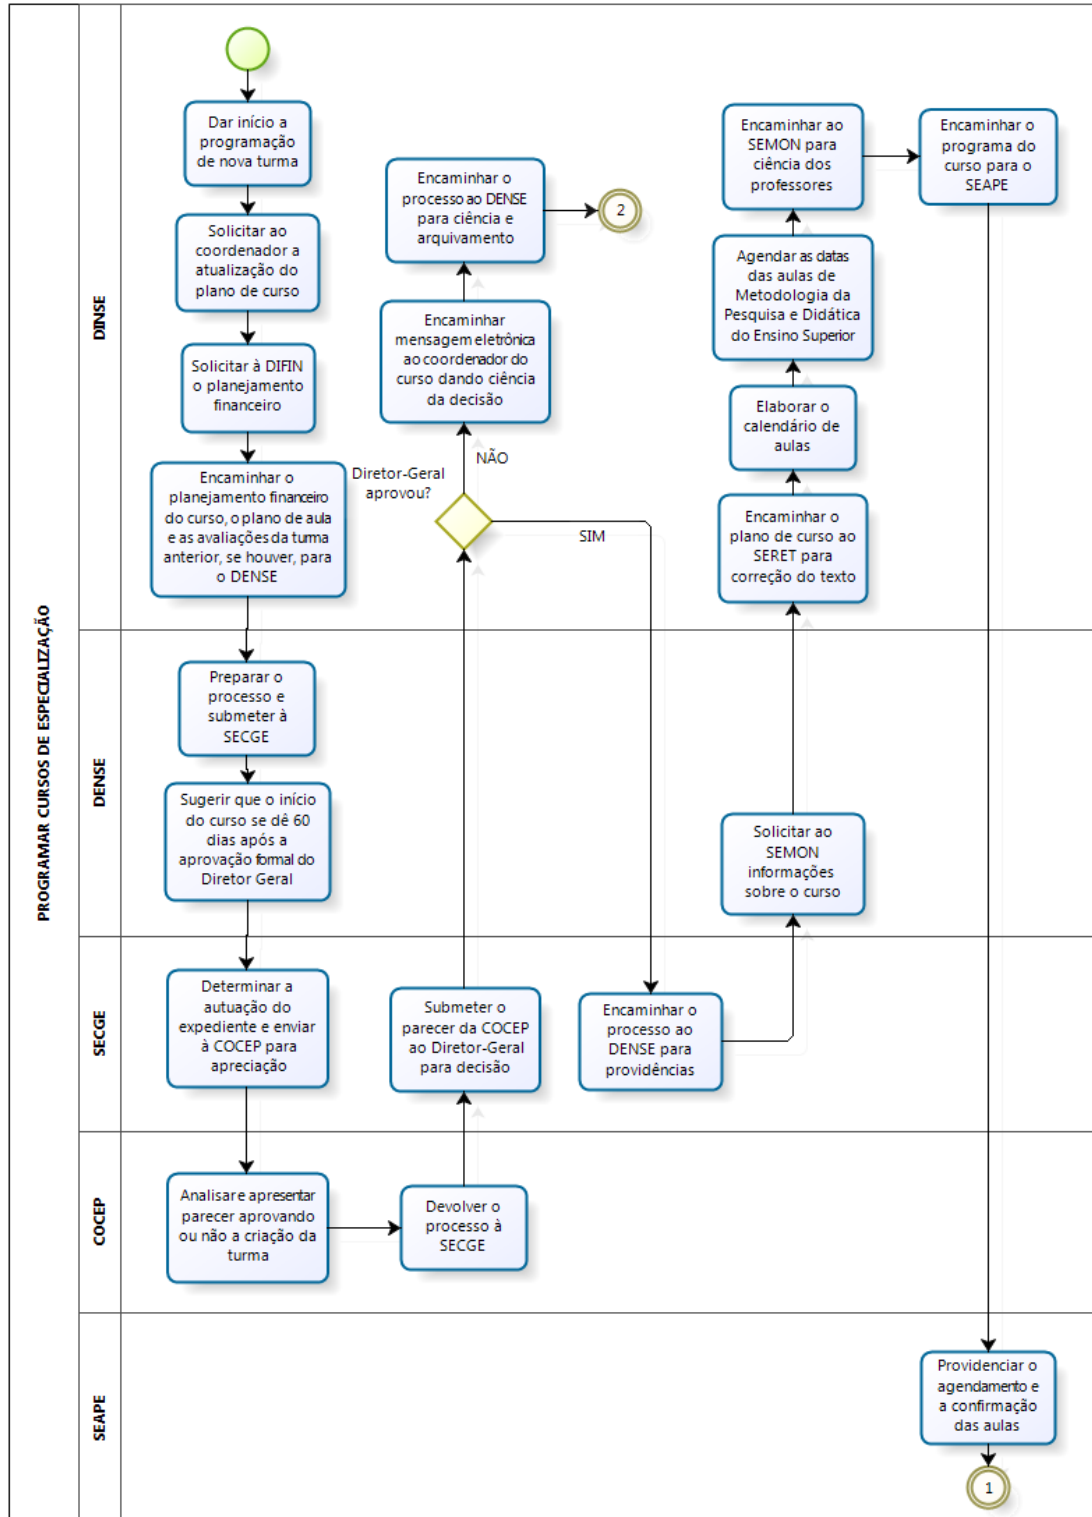 PROGRAMAR CURSOS DE ESPECIALIZAÇÃO
DINSE
Dar início a
programação
de nova turma
Solicitar ao
coordenador a
atualização do
plano de curso
Solicitar à DIFIN
o planejamento
financeiro
Encaminhar o
planejamento financeiro
do curso, o plano de aula
e as avaliações da turma
anterior, se houver, para
o DENSE
Encaminhar o
processo ao DENSE
para ciência e
arquivamento
2
Encaminhar
mensagem eletrônica
ao coordenador do
curso dando ciência
da decisão
NÃO
Diretor-Geral
aprovou?
SIM
Encaminhar ao
SEMON para
ciência dos
professores
Encaminhar o
programa do
curso para o
SEAPE
Agendar as datas
das aulas de
Metodologia da
Pesquisa e Didática
do Ensino Superior
Elaborar o
calendário de
aulas
Encaminhar o
plano de curso ao
SERET para
correção do texto
DENSE
Preparar o
processo e
submeter à
SECGE
Sugerir que o início
do curso se dê 60
dias após a
aprovação formal do
Diretor Geral
Solicitar ao
SEMON
informações
sobre o curso
SECGE
Determinar a
autuação do
expediente e enviar
à COCEP para
apreciação
Submeter o
parecer da COCEP
ao Diretor-Geral
para decisão
Encaminhar o
processo ao
DENSE para
providências
COCEP
Analisar e apresentar
parecer aprovando
ou não a criação da
turma
Devolver o
processo à
SECGE
SEAPE
Providenciar o
agendamento e
a confirmação
das aulas
1